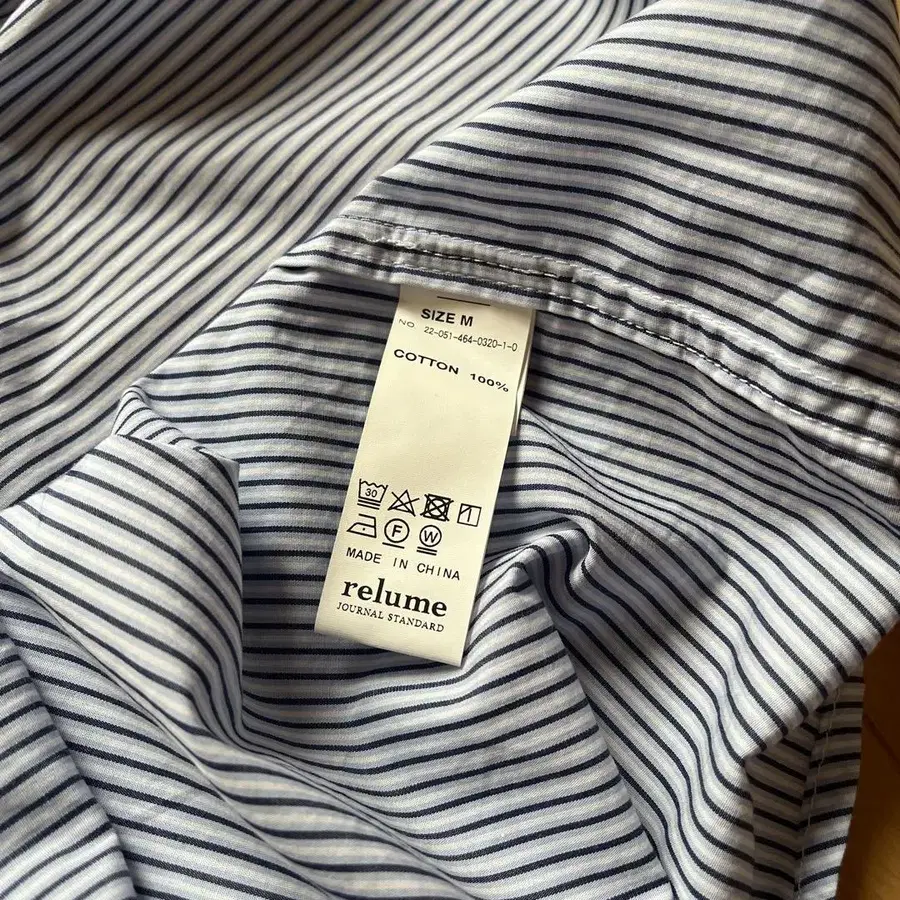 SIZE M
NO 22-051-464-0320-1-0
COTTON 100%
30
F W
MADE IN CHINA
relume
JOURNAL STANDARD